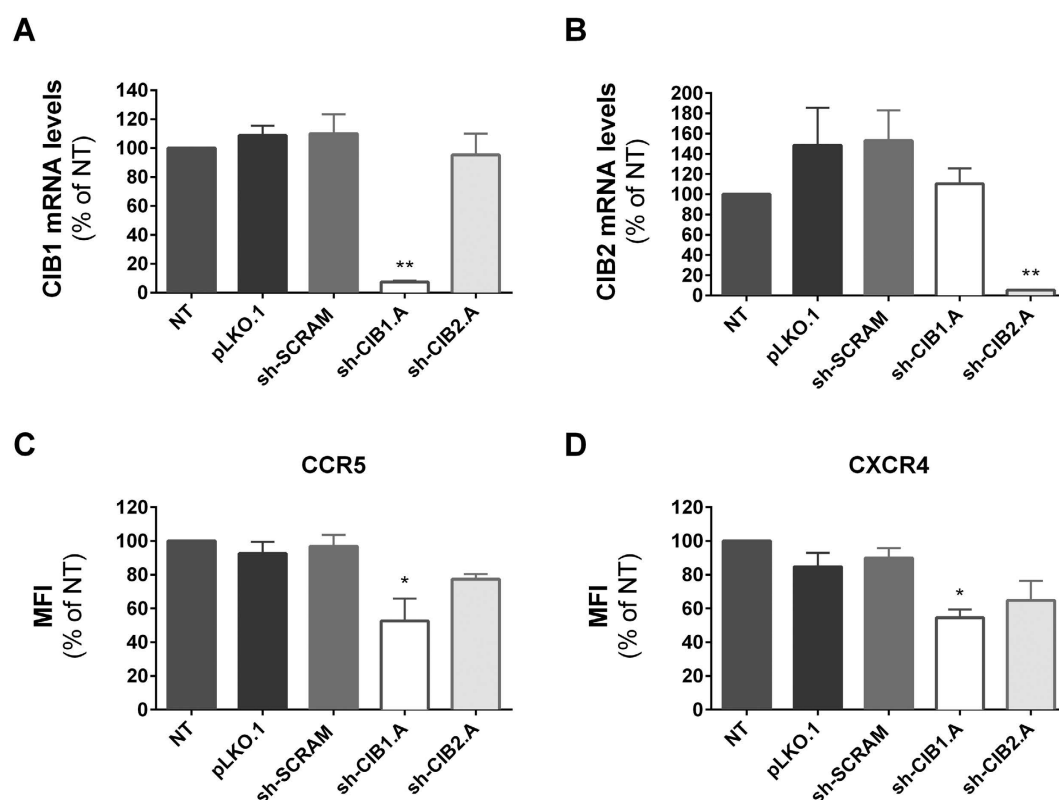 A
CIB1 mRNA levels
(% of NT)
140
120
100
80
60
40
20
0
**
NT
pLKO.1
sh-SCRAM
sh-CIB1.A
sh-CIB2.A
B
CIB2 mRNA levels
(% of NT)
200
180
160
140
120
100
80
60
40
20
0
**
NT
pLKO.1
sh-SCRAM
sh-CIB1.A
sh-CIB2.A
C
CCR5
MFI
(% of NT)
120
100
80
60
40
20
0
*
NT
pLKO.1
sh-SCRAM
sh-CIB1.A
sh-CIB2.A
D
CXCR4
MFI
(% of NT)
120
100
80
60
40
20
0
*
NT
pLKO.1
sh-SCRAM
sh-CIB1.A
sh-CIB2.A